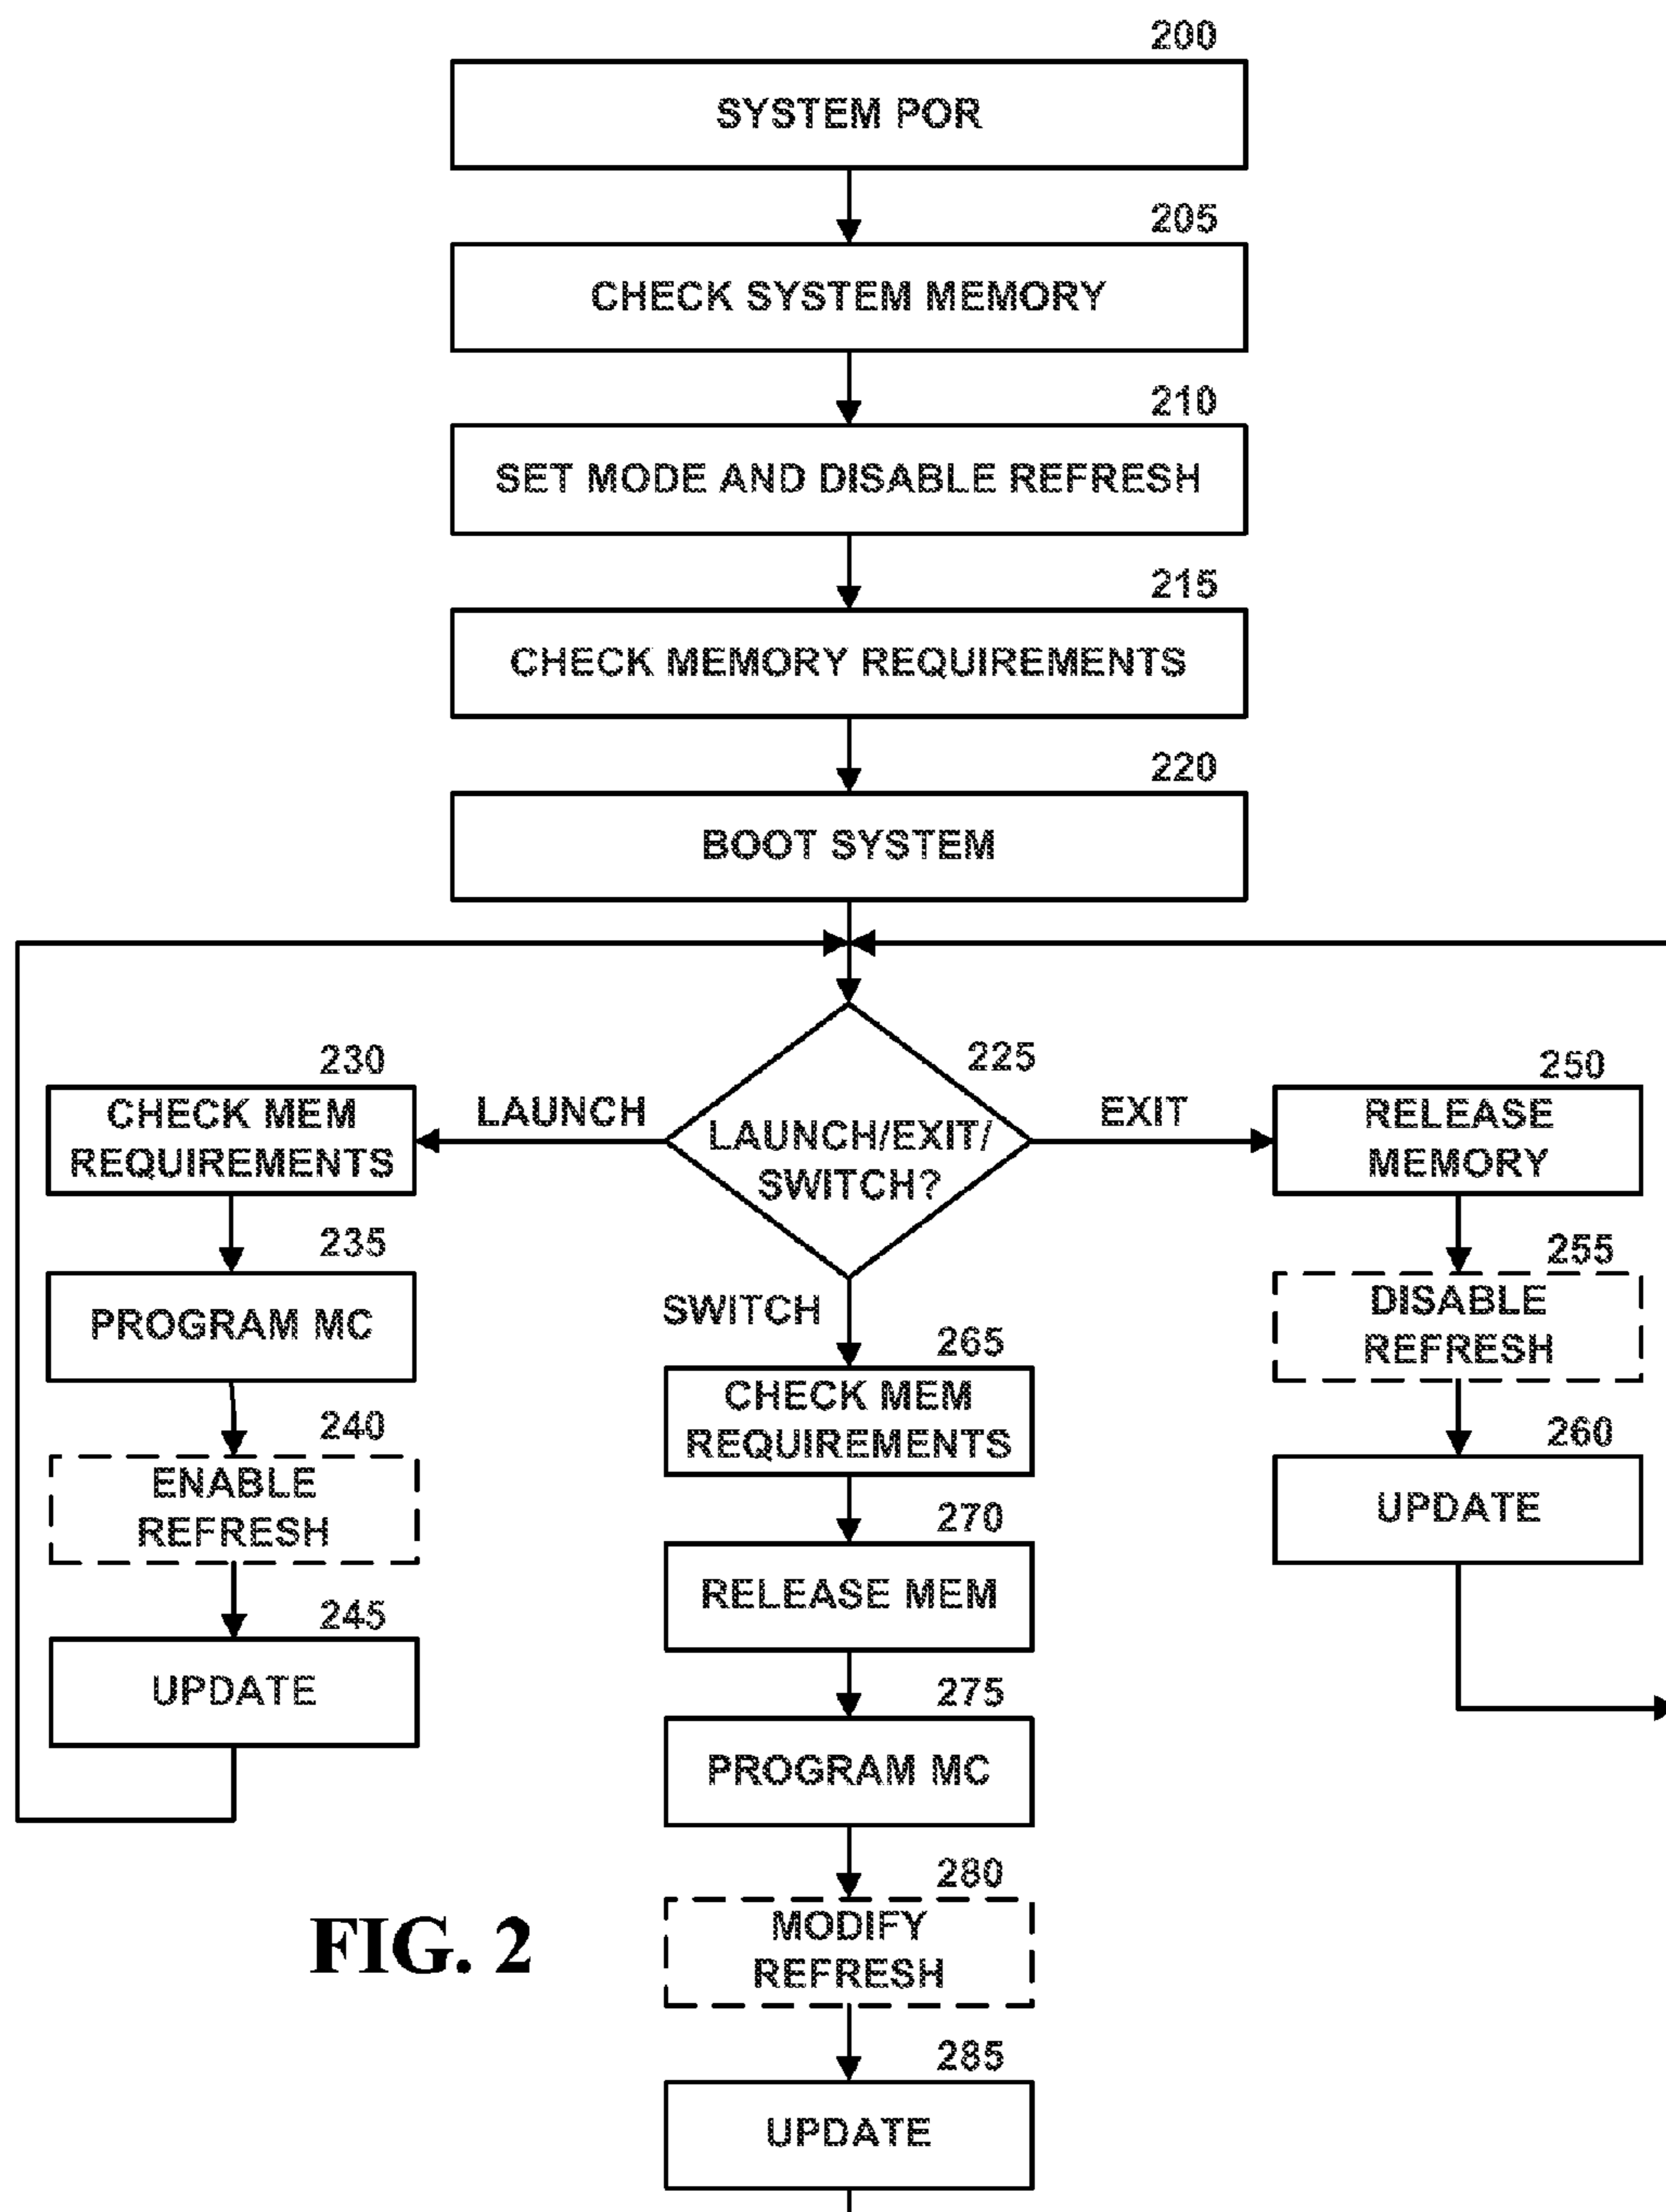 200
SYSTEM POR
205
CHECK SYSTEM MEMORY
210
SET MODE AND DISABLE REFRESH
215
CHECK MEMORY REQUIREMENTS
220
BOOT SYSTEM
225
LAUNCH/EXIT/
SWITCH?
LAUNCH
EXIT
SWITCH
230
CHECK MEM
REQUIREMENTS
235
PROGRAM MC
240
ENABLE
REFRESH
245
UPDATE
250
RELEASE
MEMORY
255
DISABLE
REFRESH
260
UPDATE
265
CHECK MEM
REQUIREMENTS
270
RELEASE MEM
275
PROGRAM MC
280
MODIFY
REFRESH
285
UPDATE
FIG. 2